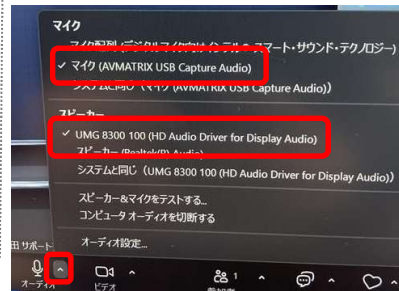 マイク
マイク配列 (デジタルマイク向けインテル® スマート・サウンド・テクノロジー)
✓ マイク (AVMATRIX USB Capture Audio)
システムと同じ (マイク (AVMATRIX USB Capture Audio))
スピーカー
✓ UMG 8300 100 (HD Audio Driver for Display Audio)
スピーカー (Realtek(R) Audio)
システムと同じ (UMG 8300 100 (HD Audio Driver for Display Audio))
スピーカー&マイクをテストする...
コンピュータ オーディオを切断する
オーディオ設定...
田 サポート
1
オーディオ
ビデオ
参加者